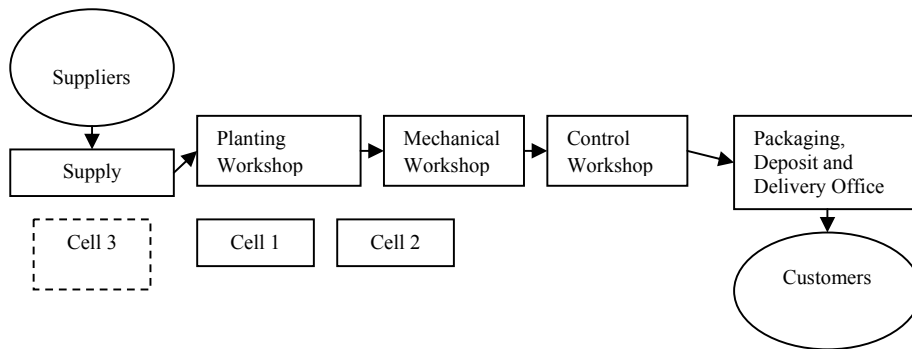 Suppliers
Supply
Planting
Workshop
Mechanical
Workshop
Control
Workshop
Packaging,
Deposit and
Delivery Office
Cell 3
Cell 1
Cell 2
Customers